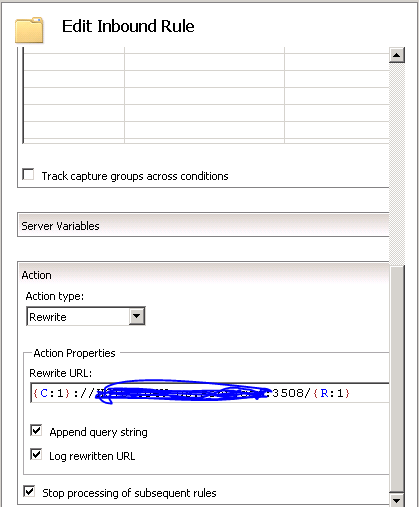 Edit Inbound Rule
Track capture groups across conditions
Server Variables
Action
Action type:
Rewrite
Action Properties
Rewrite URL:
{C:1}:// 3508/{R:1}
Append query string
Log rewritten URL
Stop processing of subsequent rules